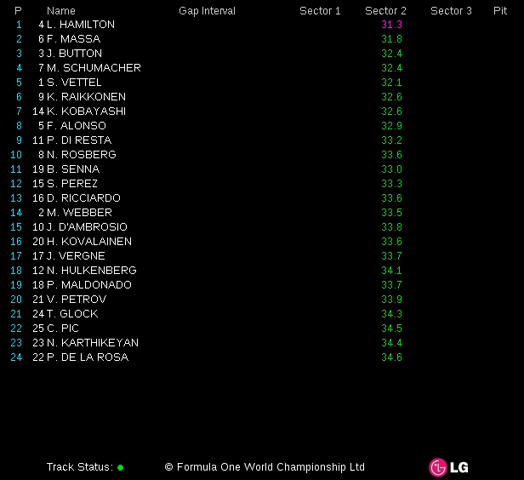 P Name Gap Interval Sector 1 Sector 2 Sector 3 Pit
1 4 L. HAMILTON 31.3
2 6 F. MASSA 31.8
3 3 J. BUTTON 32.4
4 7 M. SCHUMACHER 32.4
5 1 S. VETTEL 32.1
6 9 K. RAIKKONEN 32.6
7 14 K. KOBAYASHI 32.6
8 5 F. ALONSO 32.9
9 11 P. DI RESTA 33.2
10 8 N. ROSBERG 33.6
11 19 B. SENNA 33.0
12 15 S. PEREZ 33.3
13 16 D. RICCIARDO 33.6
14 2 M. WEBBER 33.5
15 10 J. D'AMBROSIO 33.8
16 20 H. KOVALAINEN 33.6
17 17 J. VERGNE 33.7
18 12 N. HULKENBERG 34.1
19 18 P. MALDONADO 33.7
20 21 V. PETROV 33.9
21 24 T. GLOCK 34.3
22 25 C. PIC 34.5
23 23 N. KARTHIKEYAN 34.4
24 22 P. DE LA ROSA 34.6
Track Status: © Formula One World Championship Ltd LG